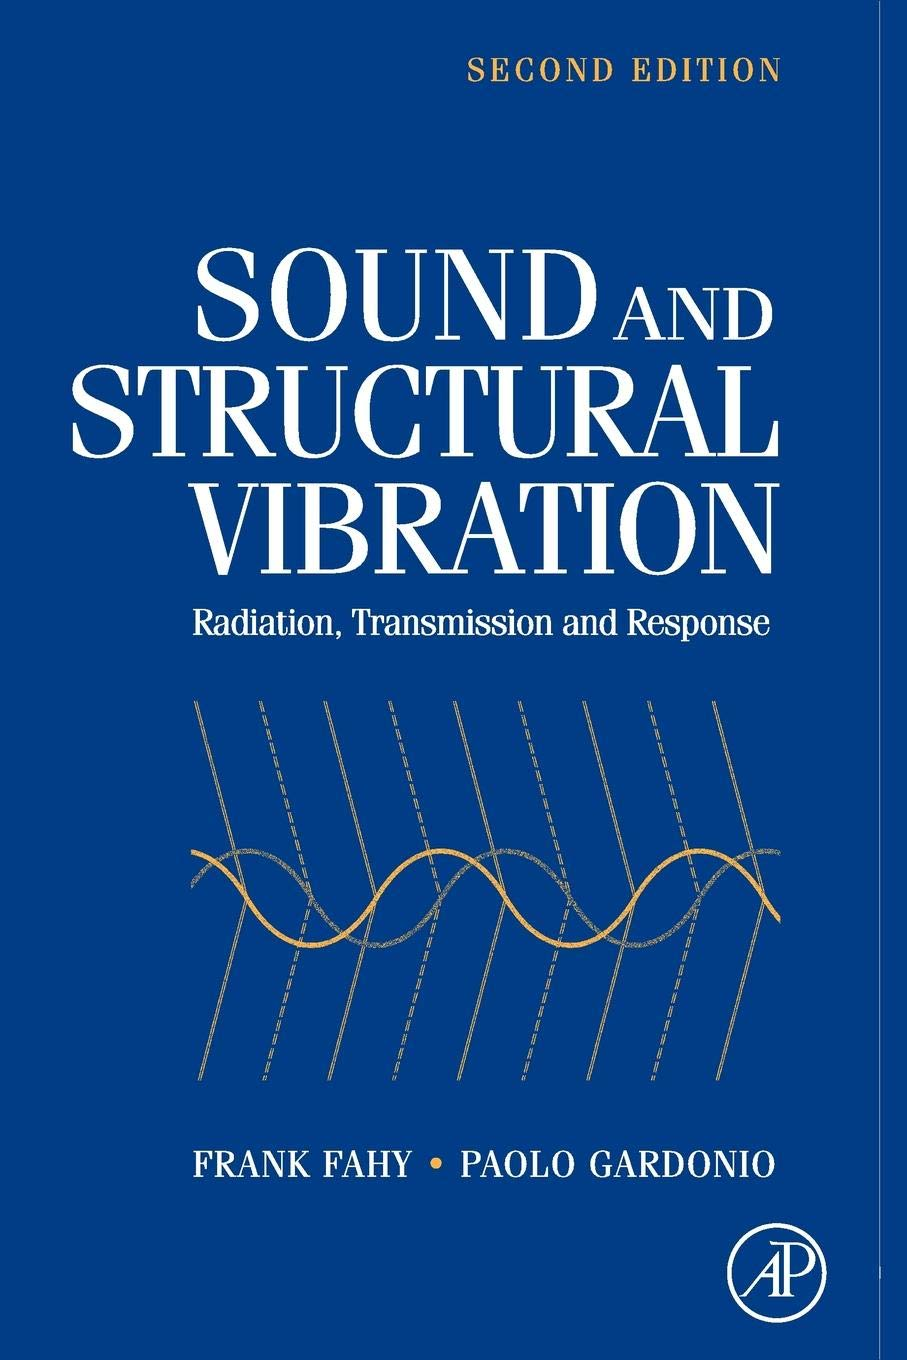 SECOND EDITION
SOUND AND
STRUCTURAL
VIBRATION
Radiation, Transmission and Response
FRANK FAHY • PAOLO GARDONIO
AP